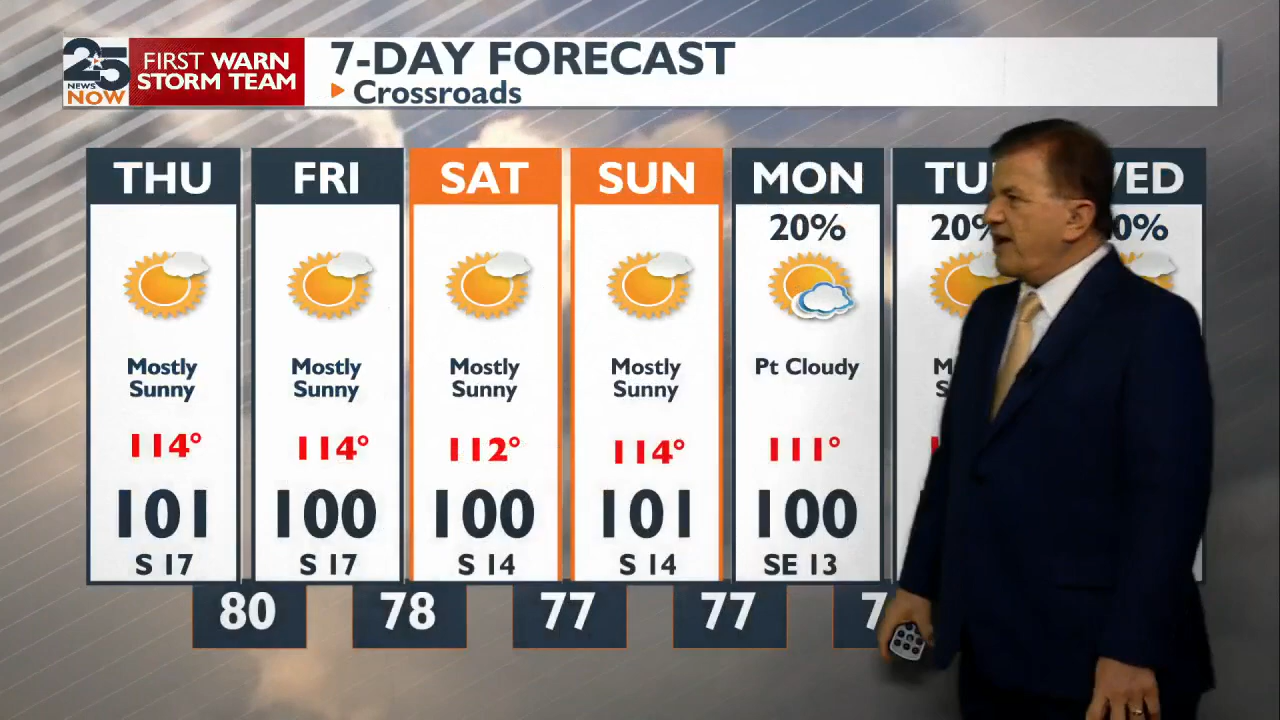 25
NEWS
NOW
FIRST WARN
STORM TEAM
7-DAY FORECAST
Crossroads
THU
FRI
SAT
SUN
MON
20%
Mostly
Sunny
Mostly
Sunny
Mostly
Sunny
Mostly
Sunny
Pt Cloudy
114°
114°
112°
114°
111°
101
100
100
101
100
S 17
S 17
S 14
S 14
SE 13
80
78
77
77